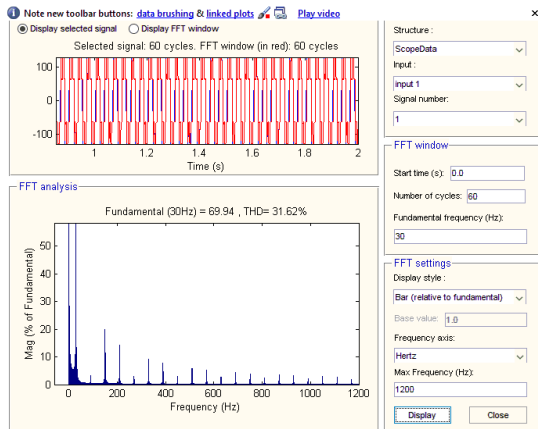 Note new toolbar buttons: data brushing & linked plots Play video
Display selected signal Display FFT window
Selected signal: 60 cycles. FFT window (in red): 60 cycles
100
0
-100
1 1.2 1.4 1.6 1.8 2
Time (s)
FFT analysis
Fundamental (30Hz) = 69.94 , THD= 31.62%
Mag (% of Fundamental)
50
40
30
20
10
0
0 200 400 600 800 1000 1200
Frequency (Hz)
Structure :
ScopeData
Input :
input 1
Signal number:
1
FFT window
Start time (s): 0.0
Number of cycles: 60
Fundamental frequency (Hz):
30
FFT settings
Display style :
Bar (relative to fundamental)
Base value: 1.0
Frequency axis:
Hertz
Max Frequency (Hz):
1200
Display Close